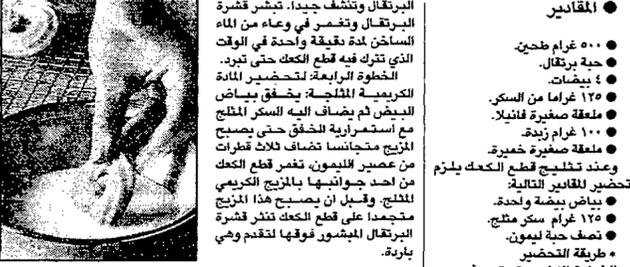 ● المقادير
● ٥٠٠ غرام طحين.
● حبة برتقال.
● ٤ بيضات.
● ١٢٥ غراما من السكر.
● ملعقة صغيرة فانيلا.
● ١٠٠ غرام زبدة.
● ملعقة صغيرة خميرة.
وعند تثليج قطع الكعك يلزم
تحضير المقادير التالية:
● بياض بيضة واحدة.
● ١٢٥ غرام سكر مثلج.
● نصف حبة ليمون.
* طريقة التحضير
البرتقال وتنشف جيدا. تبشر قشرة
البرتقال وتغمر في وعاء من الماء
الساخن لمدة دقيقة واحدة في الوقت
الذي تترك فيه قطع الكعك حتى تبرد.
الخطوة الرابعة: لتحضير المادة
الكريمية المثلجة: يخفق بياض
البيض ثم يضاف اليه السكر المثلج
مع استمرارية الخفق حتى يصبح
المزيج متجانسا تضاف ثلاث قطرات
من عصير الليمون، تغمر قطع الكعك
من احد جوانبها بالمزيج الكريمي
المثلج. وقبل ان يصبح هذا المزيج
متجمدا على قطع الكعك تنثر قشرة
البرتقال المبشور فوقها لتقدم وهي
باردة.